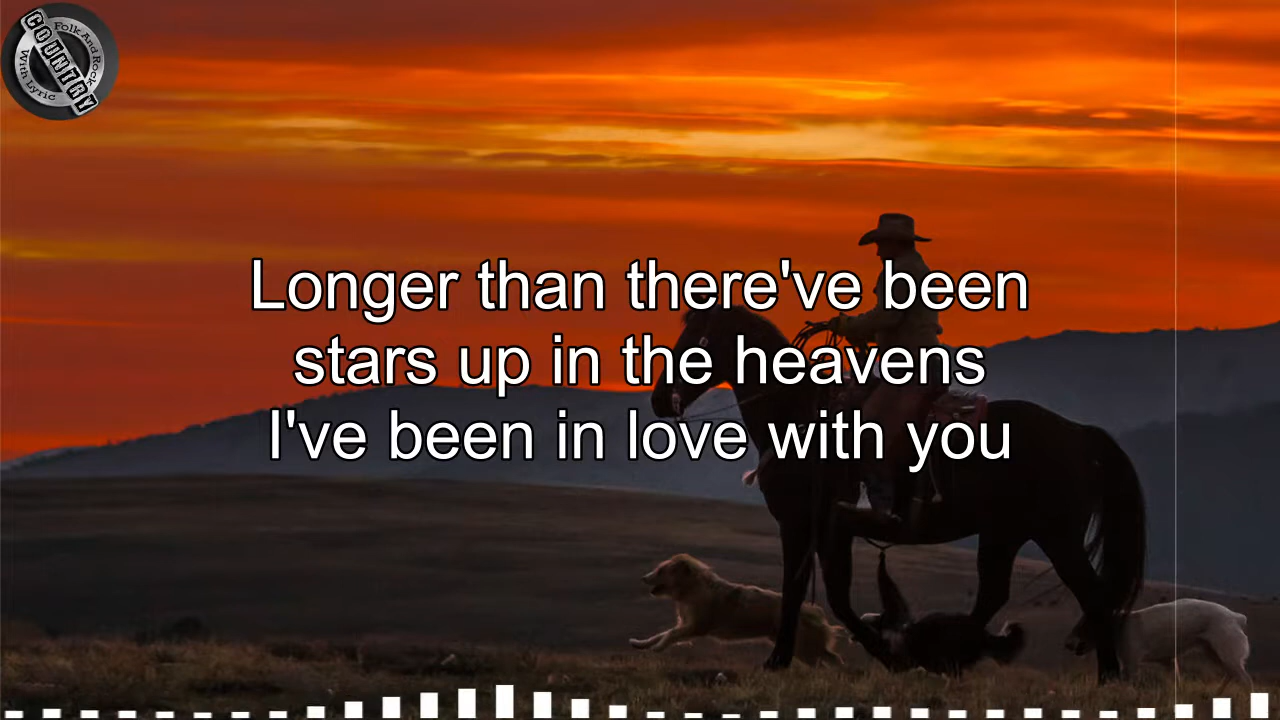 COUNTRY
Folk And Rock
With Lyric
Longer than there've been
stars up in the heavens
I've been in love with you